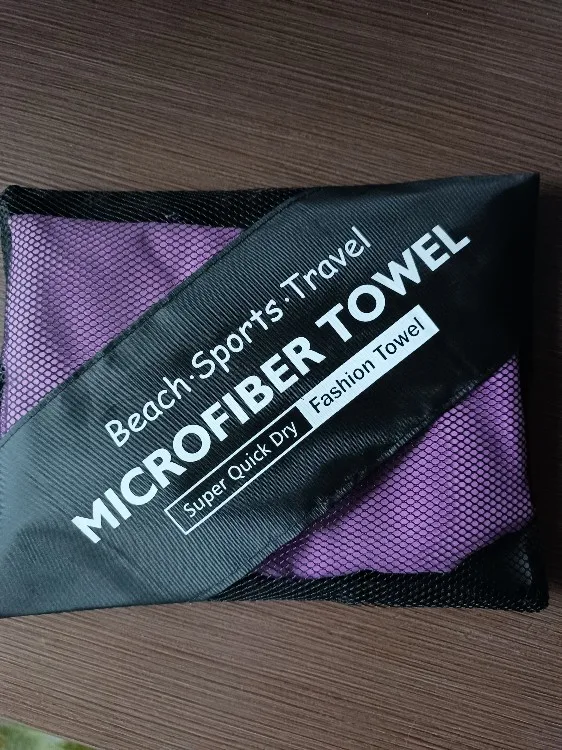 Beach·Sports·Travel
MICROFIBER TOWEL
Super Quick Dry Fashion Towel